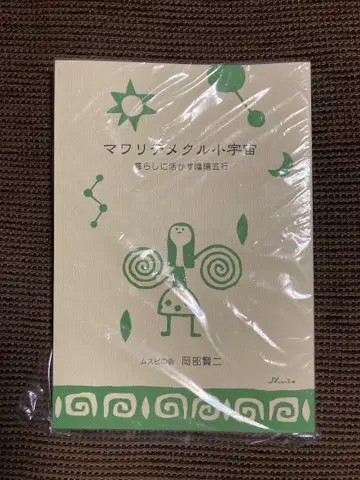 マワリテメクル小宇宙
暮らしに活かす陰陽五行
ムスビの会 岡部賢二